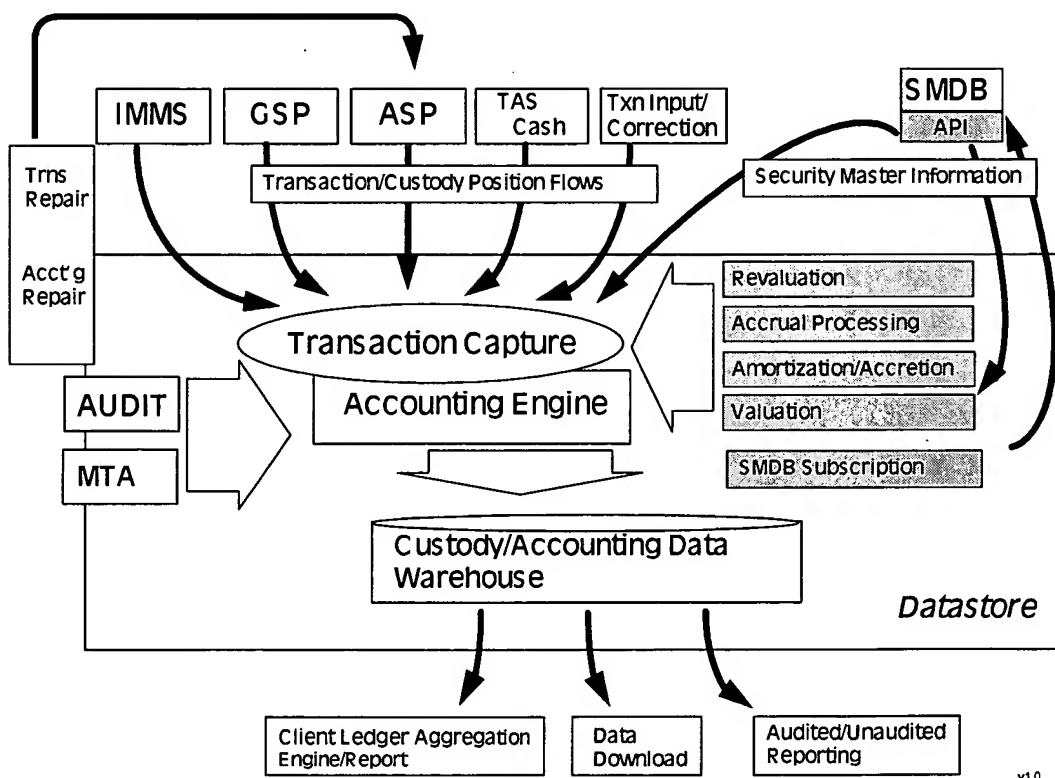 IMMS
GSP
ASP
TAS
Cash
Txn Input/
Correction
SMDB
API
Trns
Repair
Transaction/Custody Position Flows
Security Master Information
Acct'g
Repair
Revaluation
Accrual Processing
Amortization/Accretion
Valuation
SMDB Subscription
Transaction Capture
Accounting Engine
AUDIT
MTA
Custody/Accounting Data
Warehouse
Datastore
Client Ledger Aggregation
Engine/Report
Data
Download
Audited/Unaudited
Reporting
v1.0